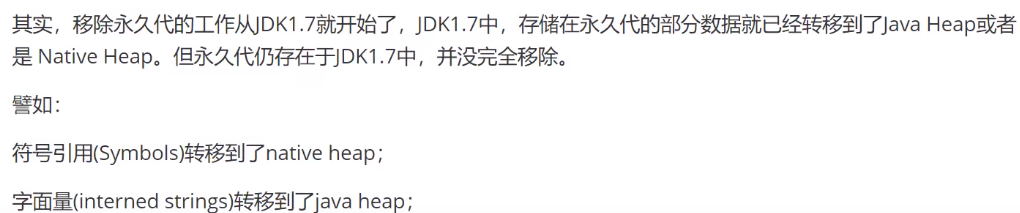 其实，移除永久代的工作从JDK1.7就开始了，JDK1.7中，存储在永久代的部分数据就已经转移到了Java Heap或者
是 Native Heap。但永久代仍存在于JDK1.7中，并没完全移除。
譬如：
符号引用(Symbols)转移到了native heap；
字面量(interned strings)转移到了java heap；